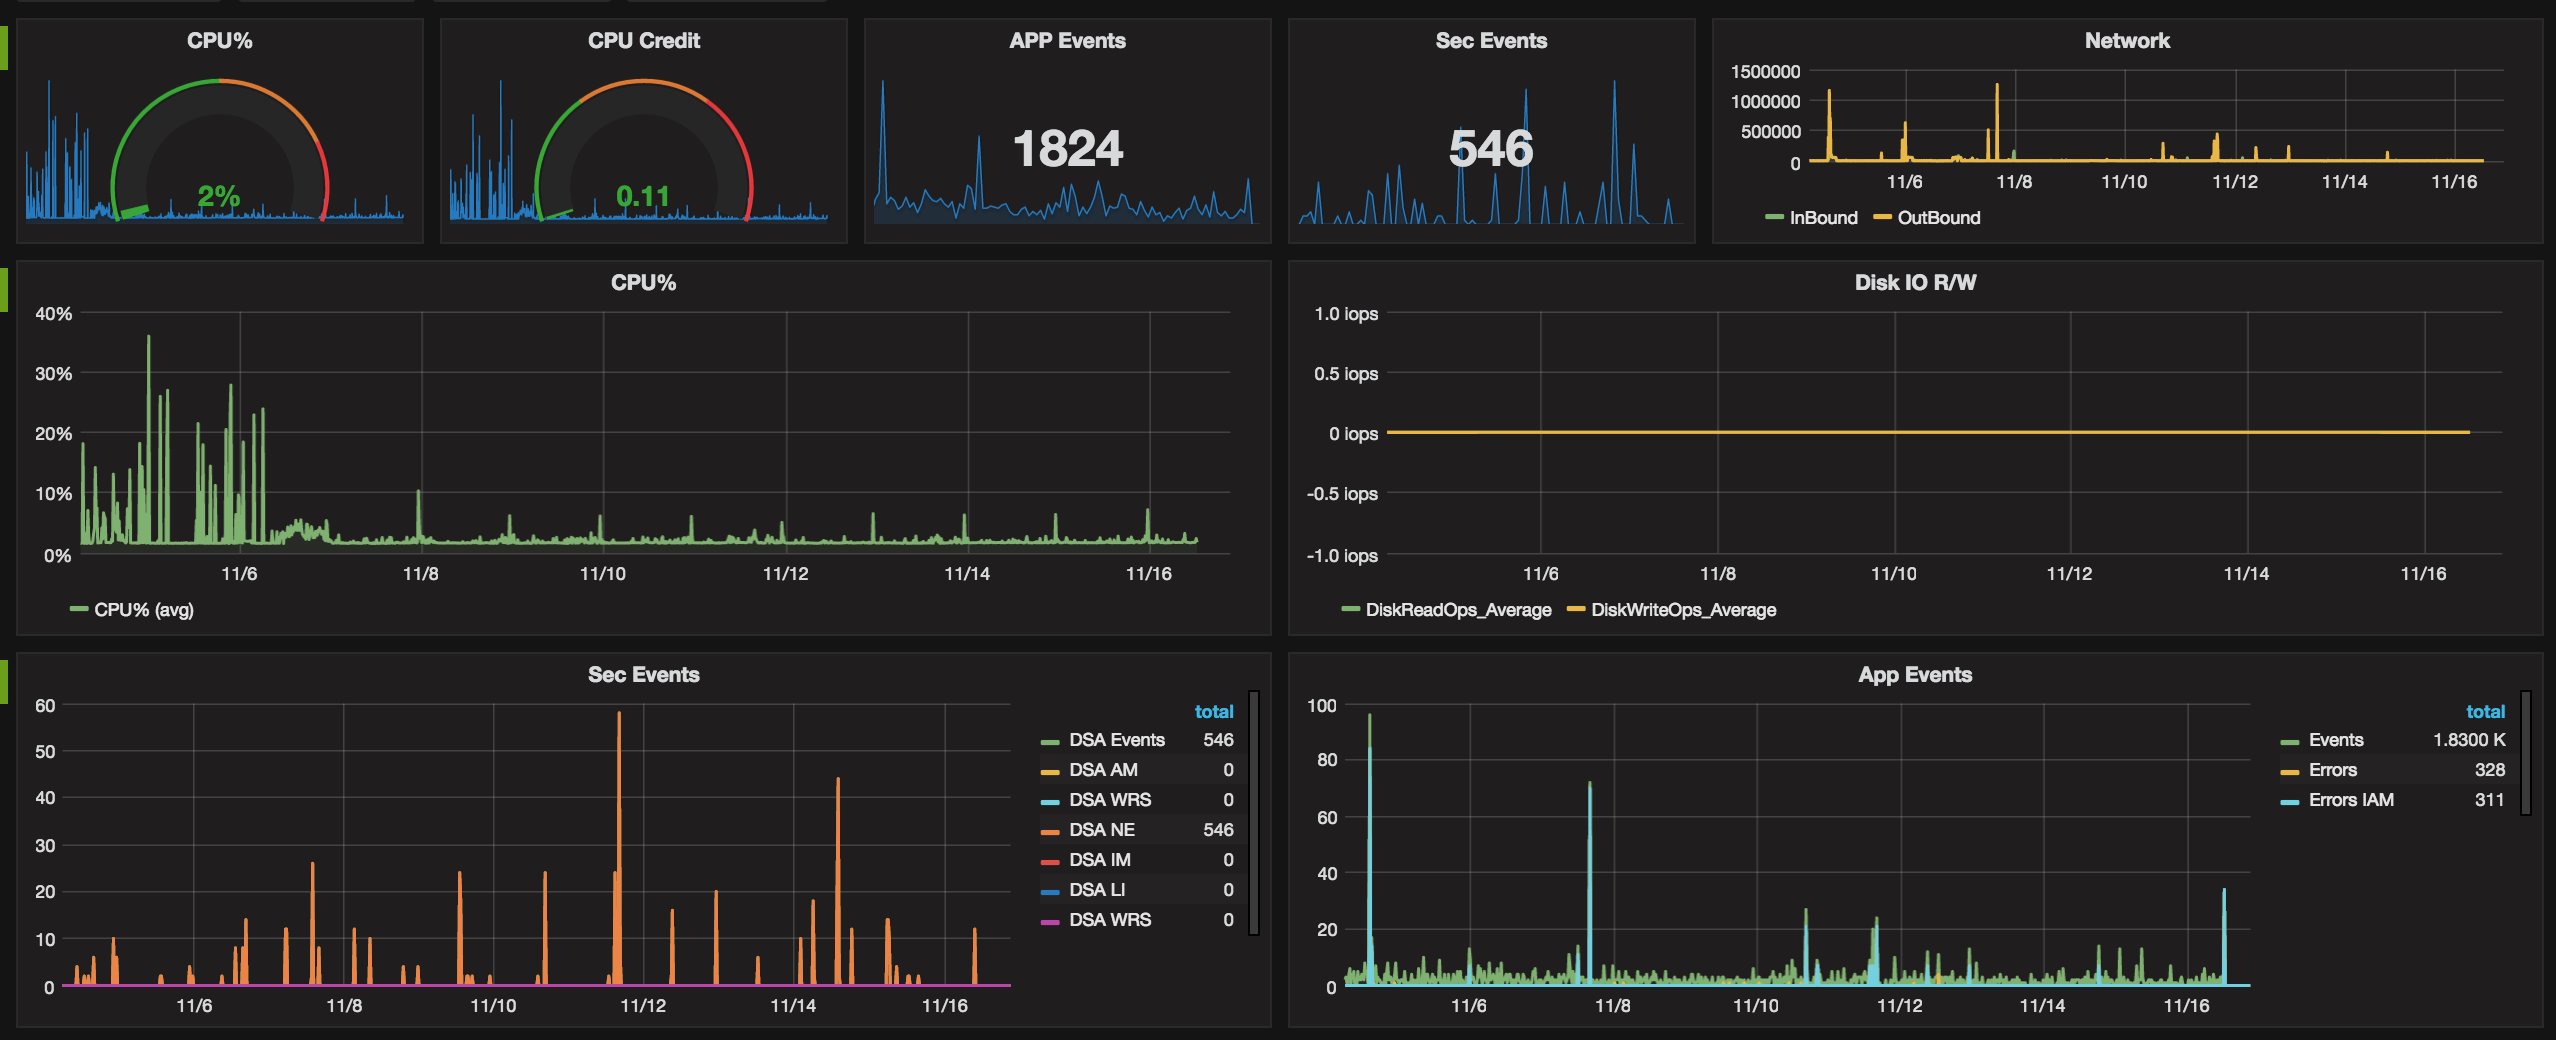 CPU%
2%
CPU Credit
0.11
APP Events
1824
Sec Events
546
Network
1500000
1000000
500000
0
11/6 11/8 11/10 11/12 11/14 11/16
InBound OutBound
CPU%
40%
30%
20%
10%
0%
11/6 11/8 11/10 11/12 11/14 11/16
CPU% (avg)
Disk IO R/W
1.0 iops
0.5 iops
0 iops
-0.5 iops
-1.0 iops
11/6 11/8 11/10 11/12 11/14 11/16
DiskReadOps_Average DiskWriteOps_Average
Sec Events
60
50
40
30
20
10
0
11/6 11/8 11/10 11/12 11/14 11/16
total
DSA Events 546
DSA AM 0
DSA WRS 0
DSA NE 546
DSA IM 0
DSA LI 0
DSA WRS 0
App Events
100
80
60
40
20
0
11/6 11/8 11/10 11/12 11/14 11/16
total
Events 1.8300 K
Errors 328
Errors IAM 311